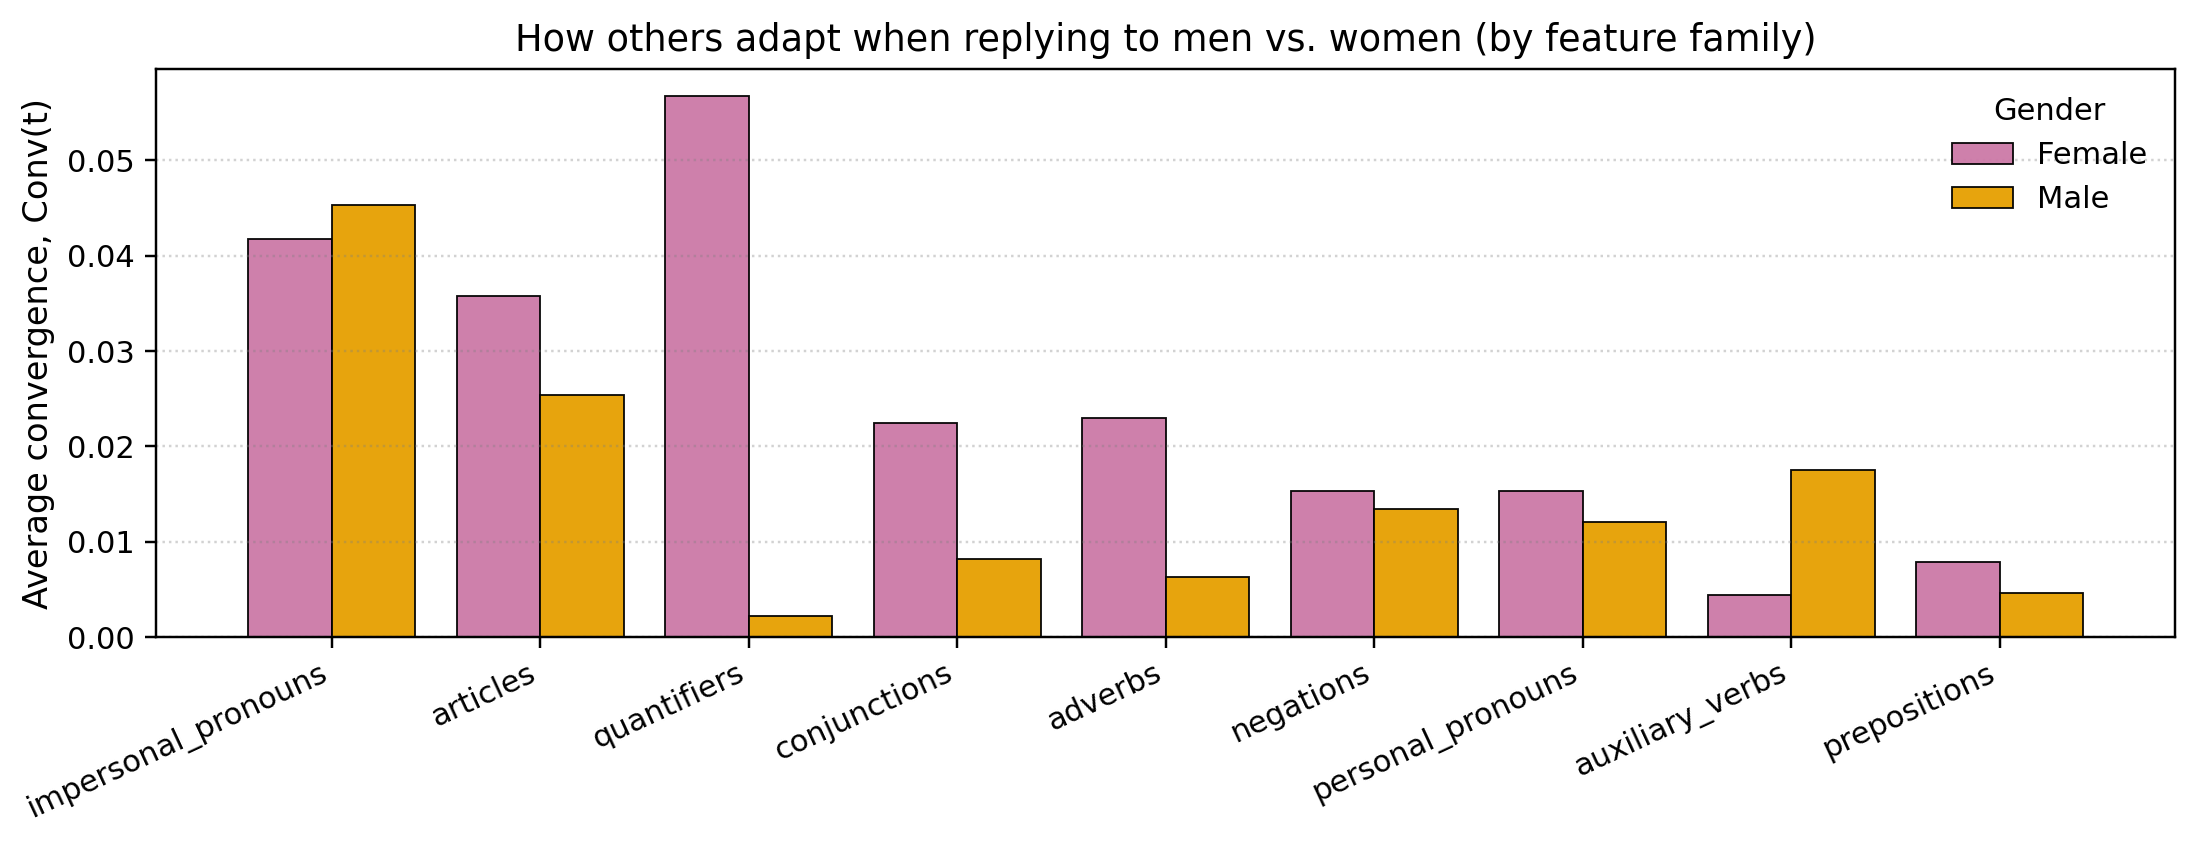 How others adapt when replying to men vs. women (by feature family)
Average convergence, Conv(t)
0.05
0.04
0.03
0.02
0.01
0.00
Gender
Female
Male
impersonal_pronouns
articles
quantifiers
conjunctions
adverbs
negations
personal_pronouns
auxiliary_verbs
prepositions